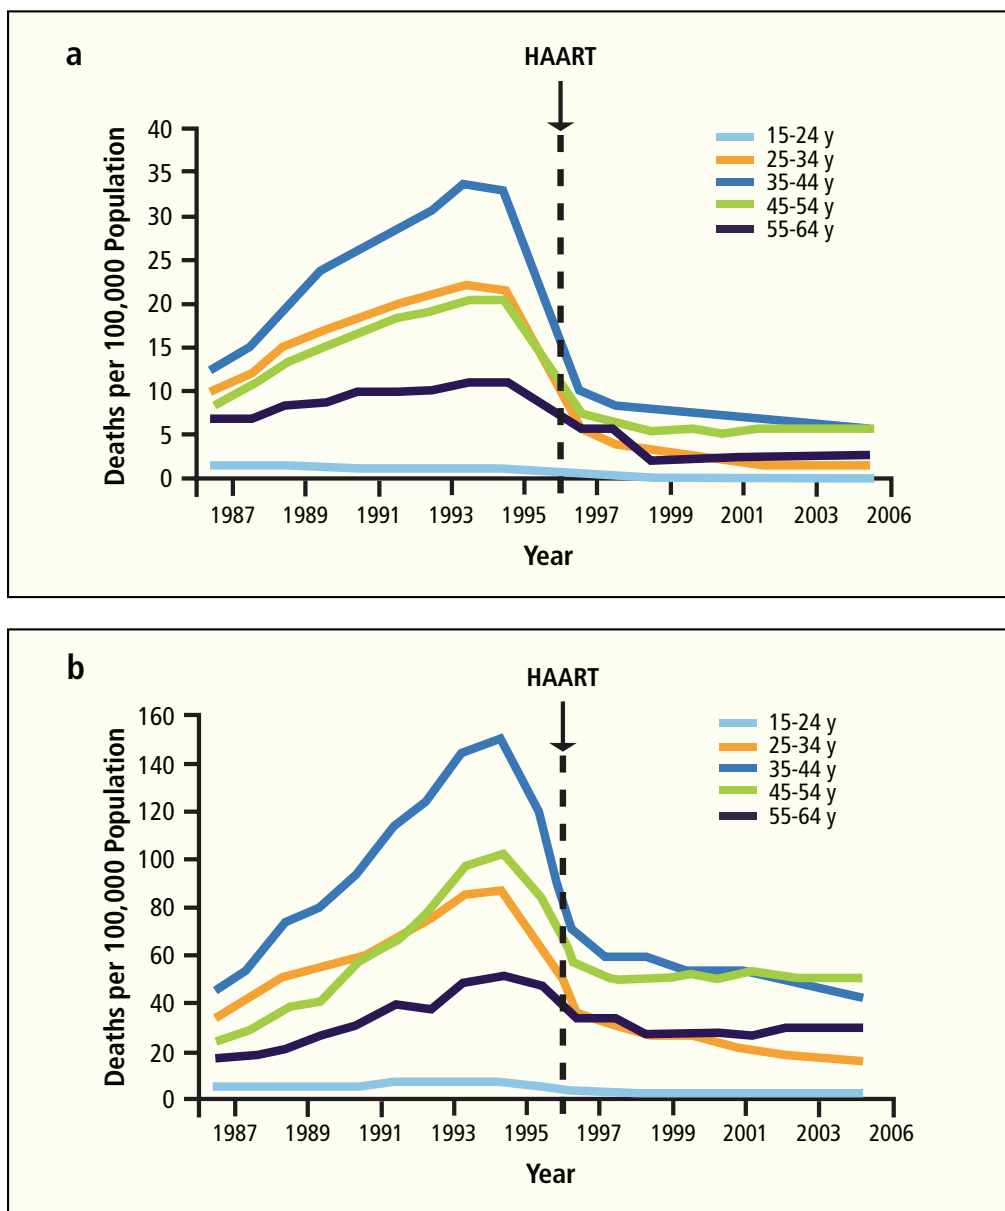 a
HAART
Deaths per 100,000 Population
40
35
30
25
20
15
10
5
0
15-24 y
25-34 y
35-44 y
45-54 y
55-64 y
1987 1989 1991 1993 1995 1997 1999 2001 2003 2006
Year
b
HAART
Deaths per 100,000 Population
160
140
120
100
80
60
40
20
0
15-24 y
25-34 y
35-44 y
45-54 y
55-64 y
1987 1989 1991 1993 1995 1997 1999 2001 2003 2006
Year